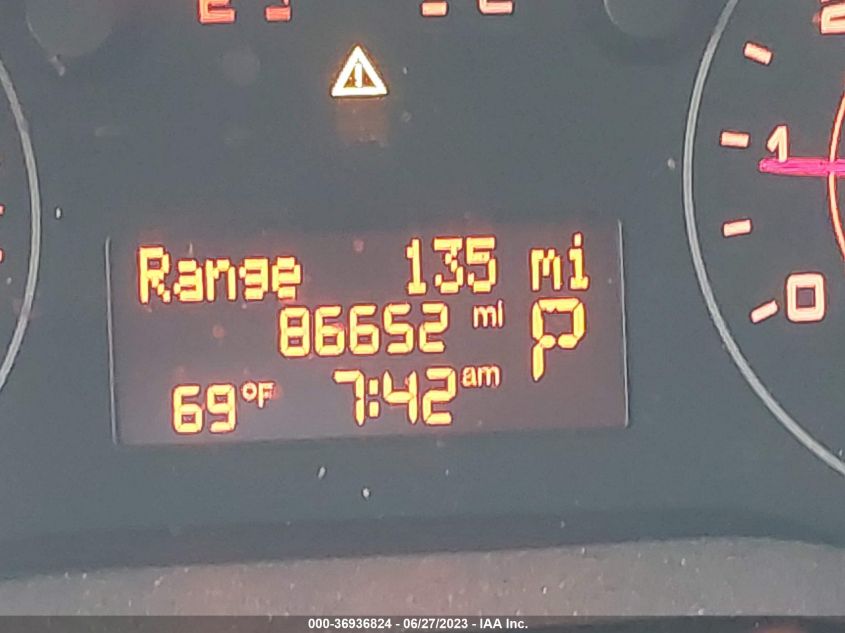 Range 135 mi
86652 mi P
69°F 7:42 am
1
0
000-36936824 - 06/27/2023 - IAA Inc.